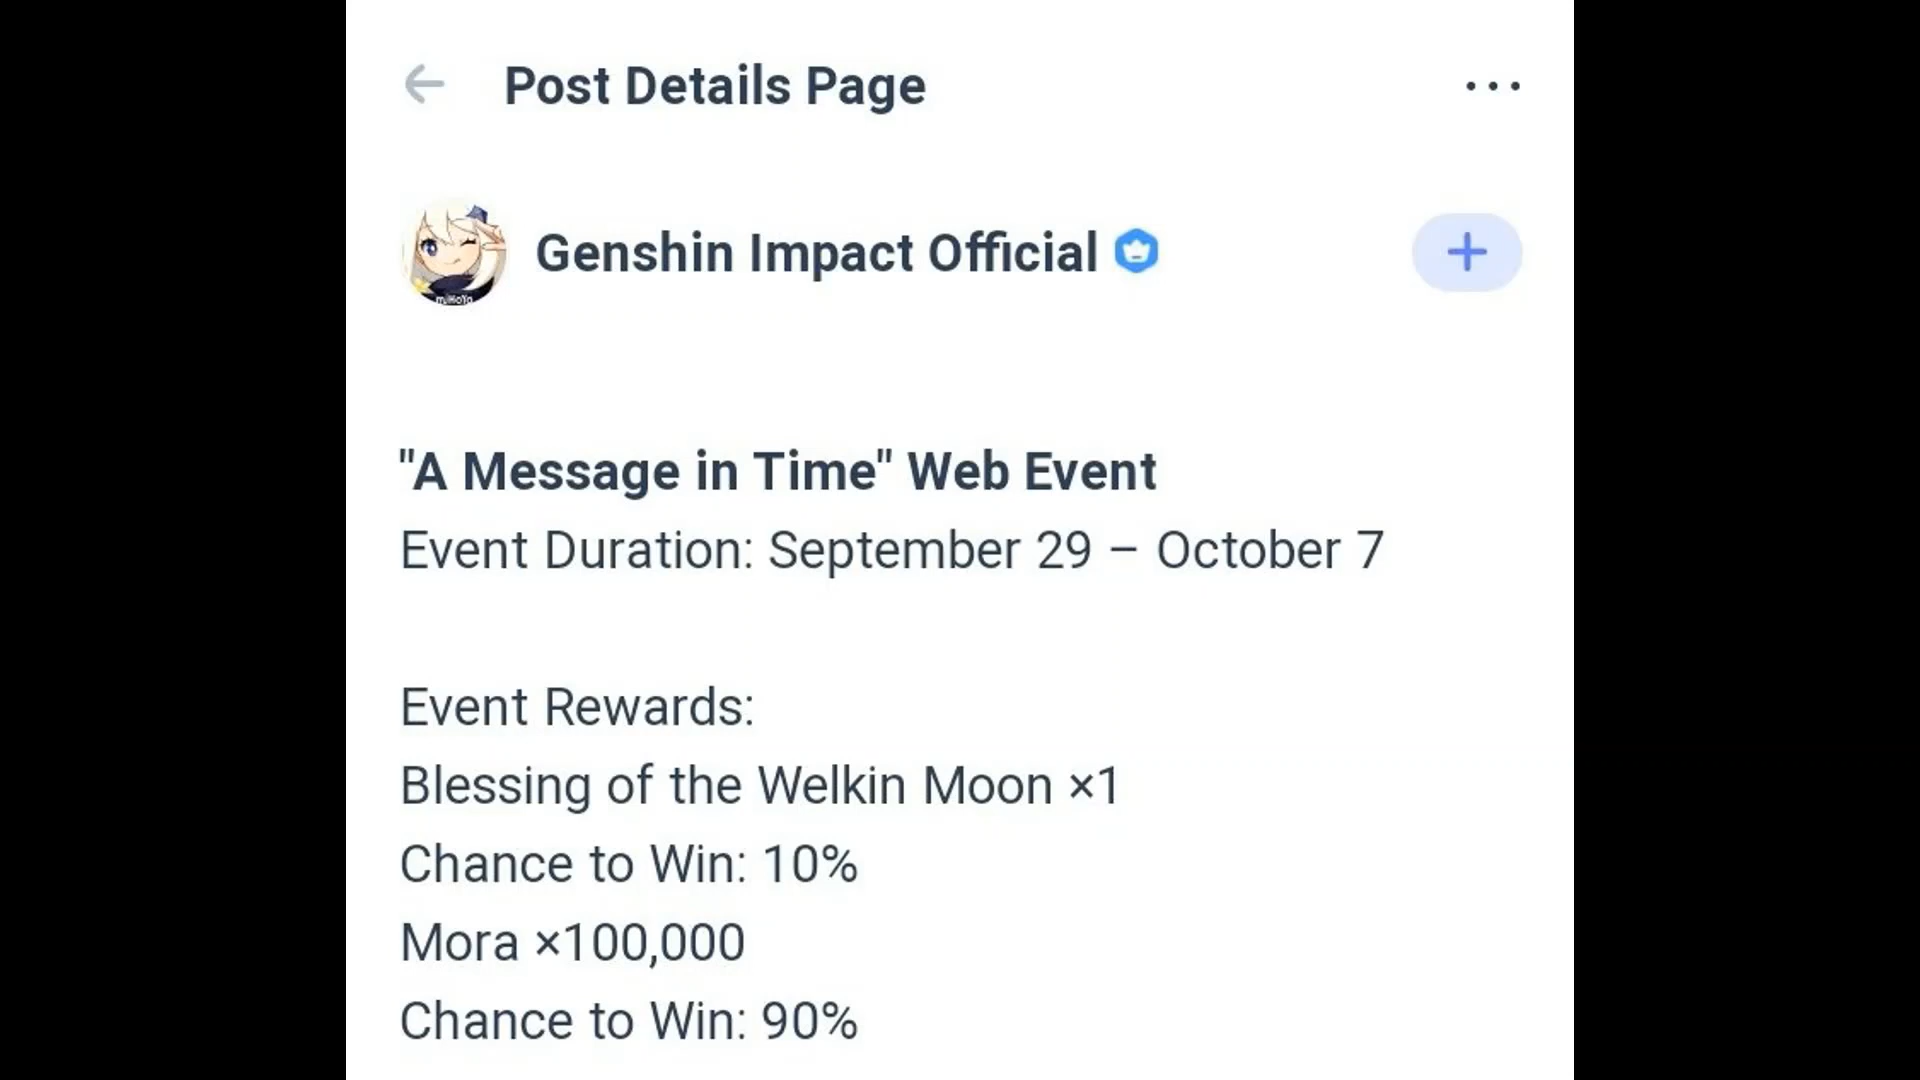 Post Details Page
miHoYo
Genshin Impact Official
"A Message in Time" Web Event
Event Duration: September 29 – October 7
Event Rewards:
Blessing of the Welkin Moon ×1
Chance to Win: 10%
Mora ×100,000
Chance to Win: 90%